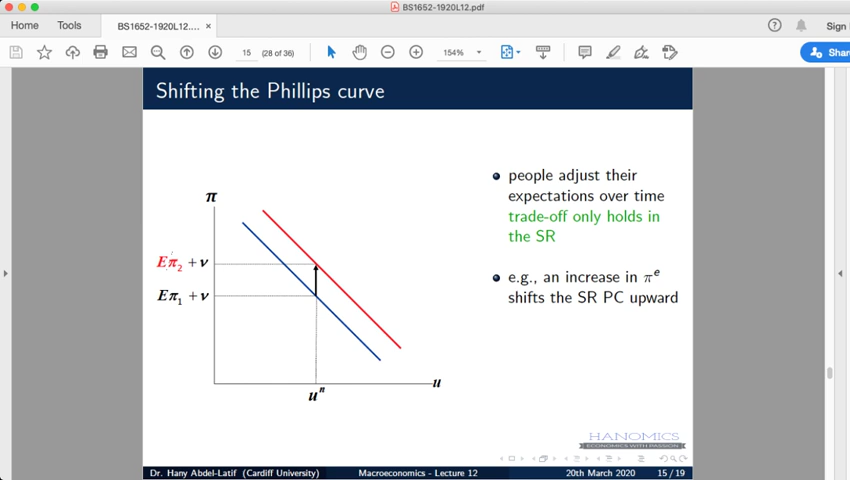 BS1652-1920L12.pdf
Home
Tools
BS1652-1920L12.... ×
Sign
15
(28 of 36)
154%
Shar
Shifting the Phillips curve
π
Eπ₂ + ν
Eπ₁ + ν
u
uⁿ
people adjust their
expectations over time
trade-off only holds in
the SR
e.g., an increase in πᵉ
shifts the SR PC upward
HANOMICS
ECONOMICS WITH PASSION
Dr. Hany Abdel-Latif (Cardiff University)
Macroeconomics - Lecture 12
20th March 2020
15 / 19